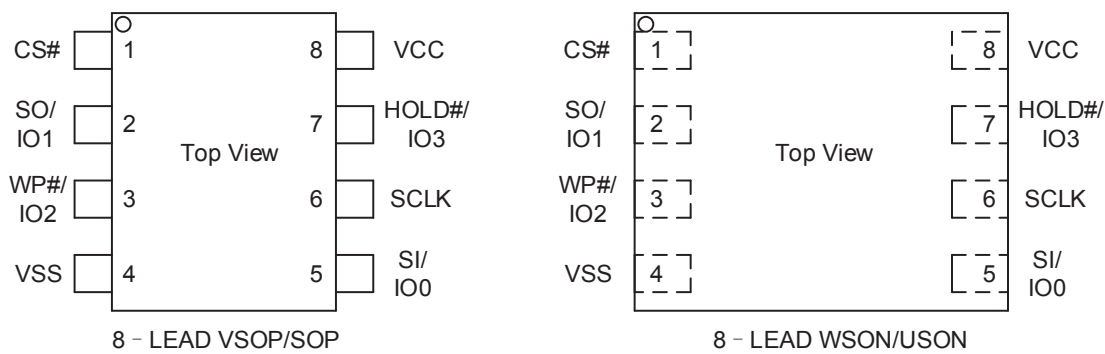 CS#
1
8
VCC
SO/
IO1
2
7
HOLD#/
IO3
Top View
WP#/
IO2
3
6
SCLK
VSS
4
5
SI/
IO0
8 – LEAD VSOP/SOP
CS#
1
8
VCC
SO/
IO1
2
7
HOLD#/
IO3
Top View
WP#/
IO2
3
6
SCLK
VSS
4
5
SI/
IO0
8 – LEAD WSON/USON